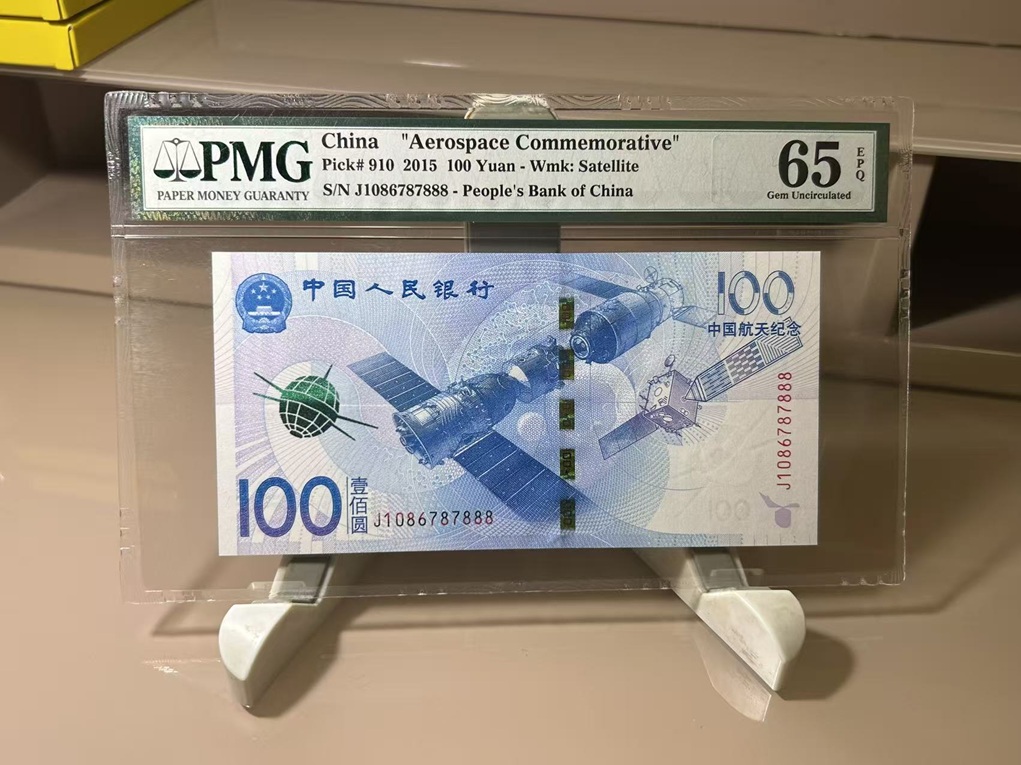 PMG
PAPER MONEY GUARANTY
China "Aerospace Commemorative"
Pick# 910 2015 100 Yuan - Wmk: Satellite
S/N J1086787888 - People's Bank of China
65
EPQ
Gem Uncirculated
中国人民银行
100
中国航天纪念
J1086787888
100
壹佰圆
J1086787888
100